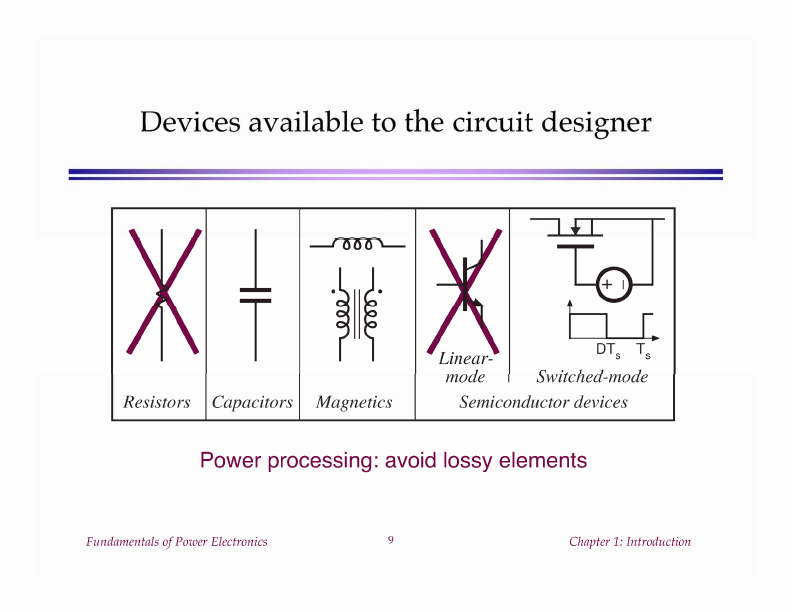 Devices available to the circuit designer
+ –
DTs Ts
Linear-
mode Switched-mode
Resistors Capacitors Magnetics Semiconductor devices
Power processing: avoid lossy elements
Fundamentals of Power Electronics 9 Chapter 1: Introduction